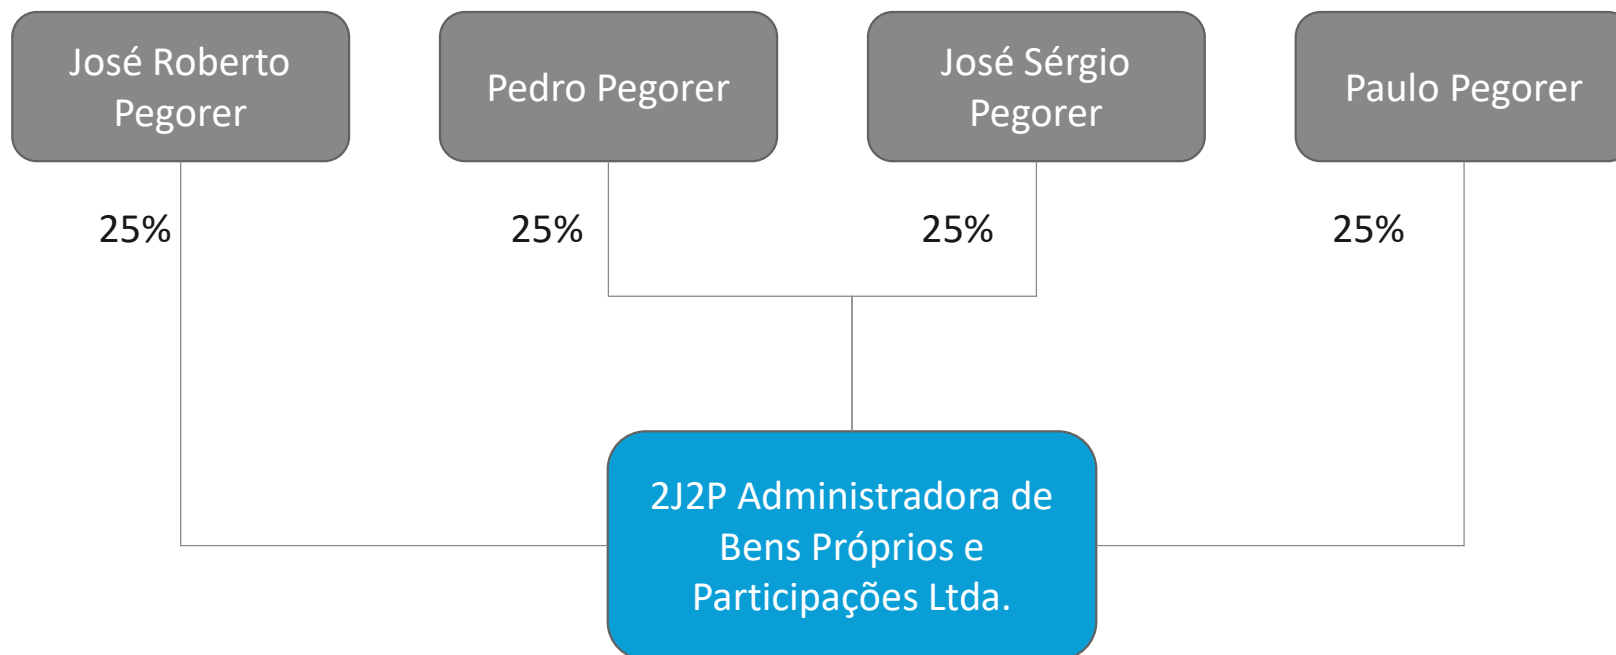 José Roberto
Pegorer
Pedro Pegorer
José Sérgio
Pegorer
Paulo Pegorer
25%
25%
25%
25%
2J2P Administradora de
Bens Próprios e
Participações Ltda.